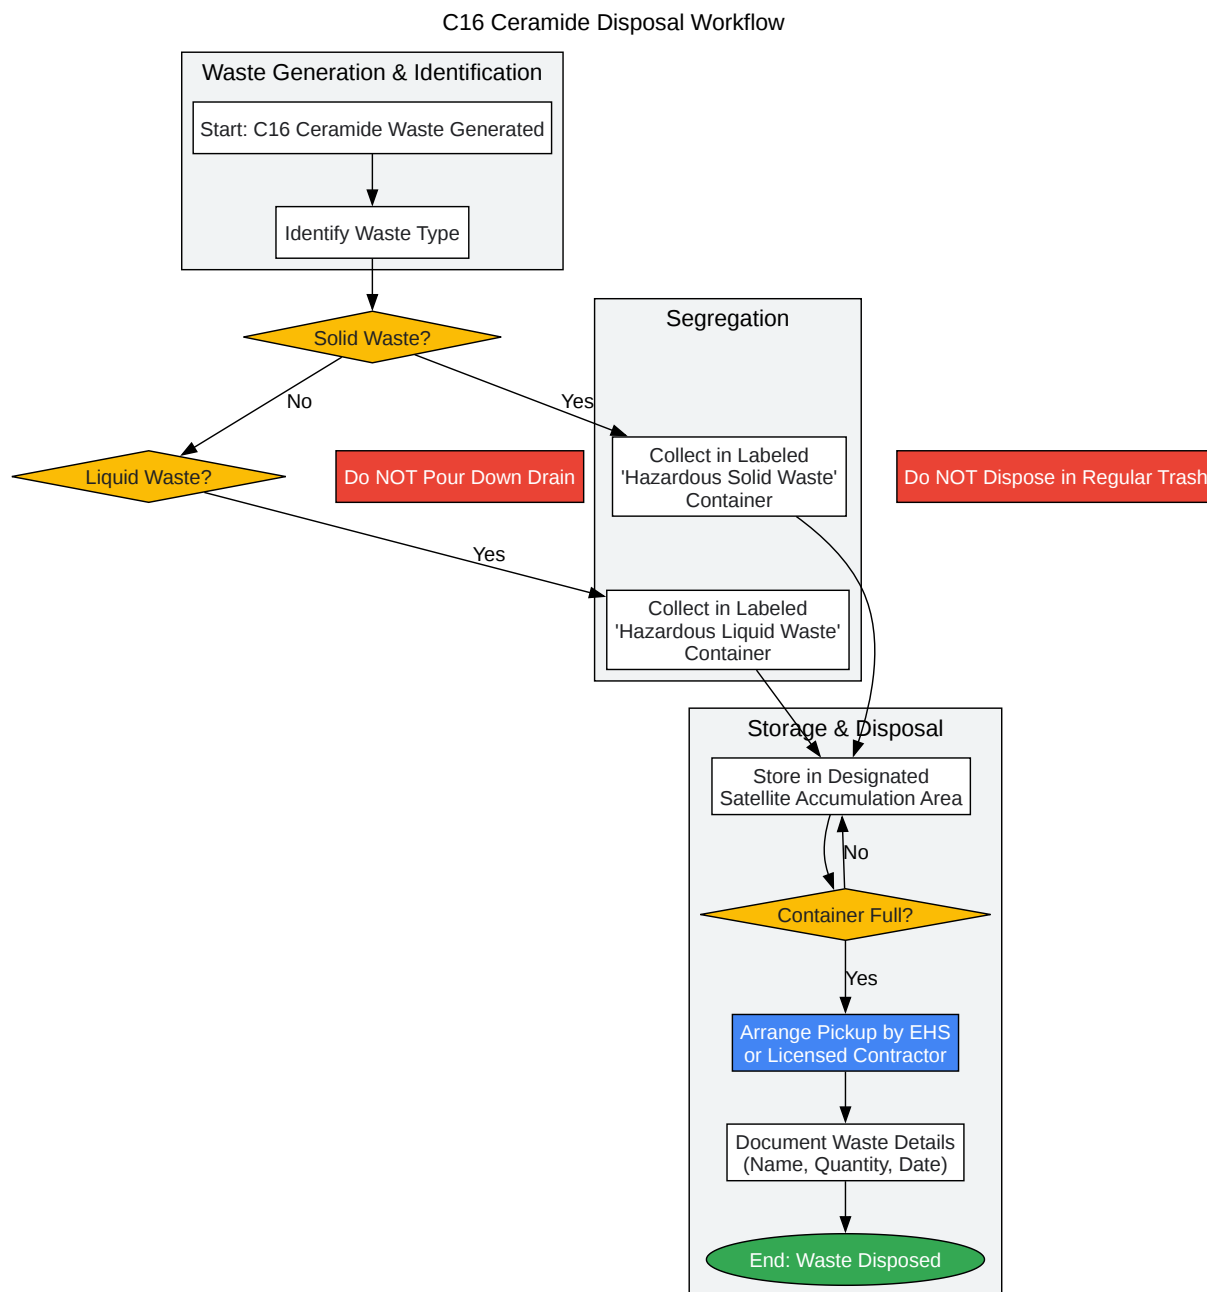 C16 Ceramide Disposal Workflow
Waste Generation & Identification
Start: C16 Ceramide Waste Generated
Identify Waste Type
Segregation
Solid Waste?
No
Yes
Liquid Waste?
Do NOT Pour Down Drain
Collect in Labeled
'Hazardous Solid Waste'
Container
Do NOT Dispose in Regular Trash
Yes
Collect in Labeled
'Hazardous Liquid Waste'
Container
Storage & Disposal
Store in Designated
Satellite Accumulation Area
No
Container Full?
Yes
Arrange Pickup by EHS
or Licensed Contractor
Document Waste Details
(Name, Quantity, Date)
End: Waste Disposed